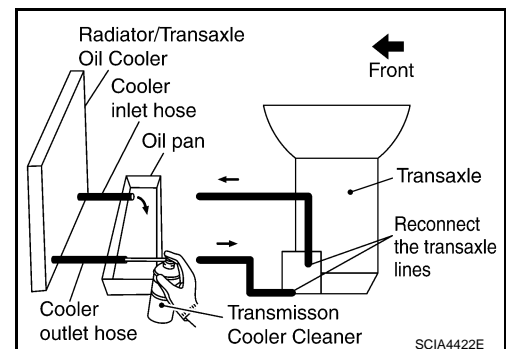 Radiator/Transaxle
Oil Cooler
Cooler
inlet hose
Oil pan
Front
Transaxle
Reconnect
the transaxle
lines
Cooler
outlet hose
Transmisson
Cooler Cleaner
SCIA4422E